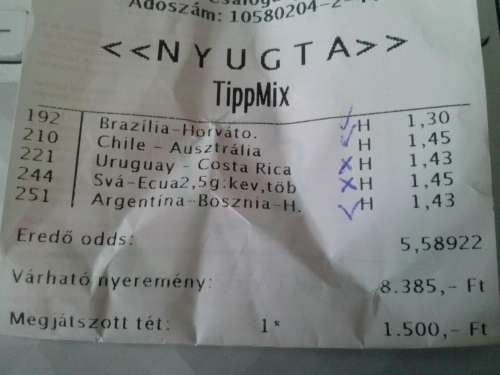 Adószám: 10580204-2-
<<NYUGTA>>
TippMix
192 Brazília-Horváto. H 1,30
210 Chile - Ausztrália H 1,45
221 Uruguay - Costa Rica H 1,43
244 Svá-Ecua2,5g.kev,töb H 1,45
251 Argentína-Bosznia-H. H 1,43
Eredő odds: 5,58922
Várható nyeremény: 8.385,- Ft
Megjátszott tét: 1* 1.500,- Ft